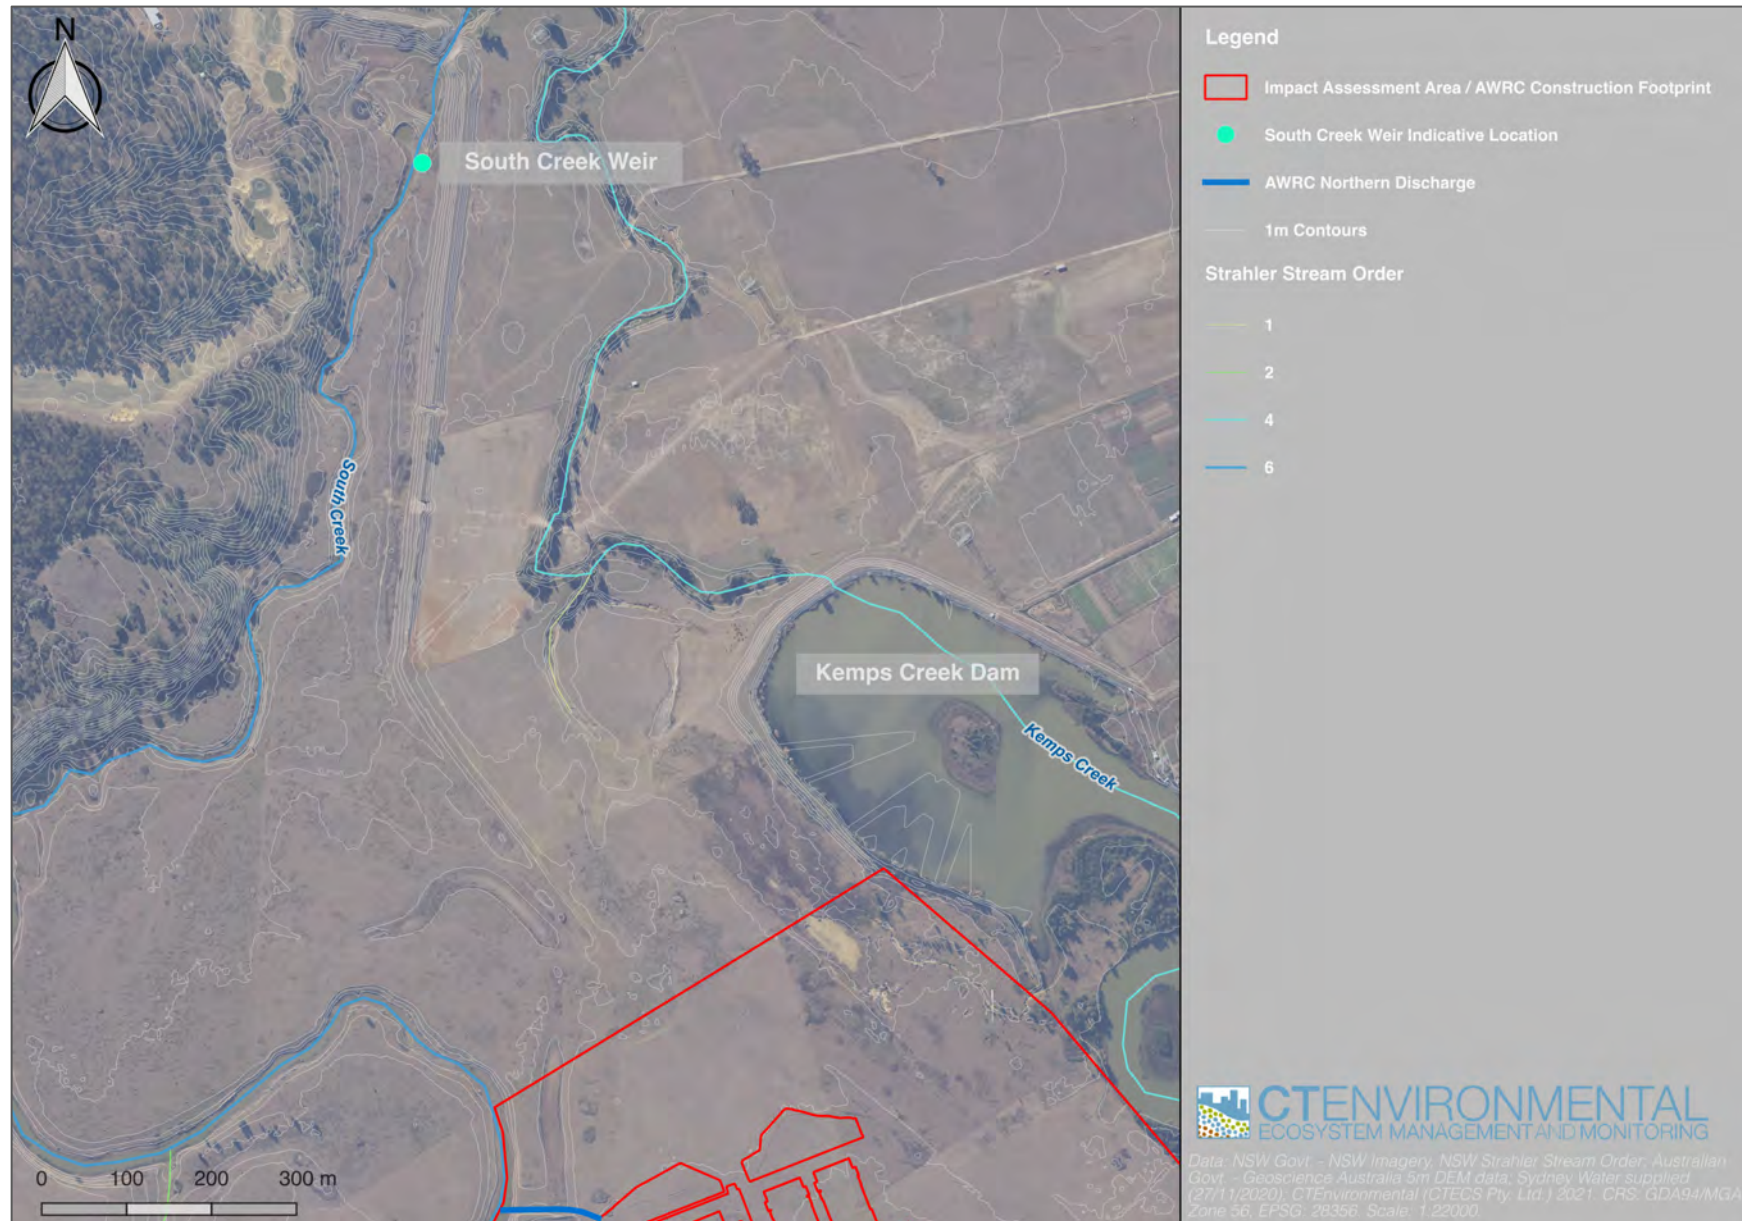 N
South Creek Weir
South Creek
Kemps Creek Dam
Kemps Creek
0 100 200 300 m
Legend
Impact Assessment Area / AWRC Construction Footprint
South Creek Weir Indicative Location
AWRC Northern Discharge
1m Contours
Strahler Stream Order
1
2
4
6
CTENVIRONMENTAL
ECOSYSTEM MANAGEMENT AND MONITORING
Data: NSW Govt. - NSW Imagery, NSW Strahler Stream Order; Australian
Govt. - Geoscience Australia 5m DEM data; Sydney Water supplied
(27/11/2020); CTEnvironmental (CTECS Pty. Ltd.) 2021. CRS: GDA94/MGA
Zone 56, EPSG: 28356. Scale: 1:22000.